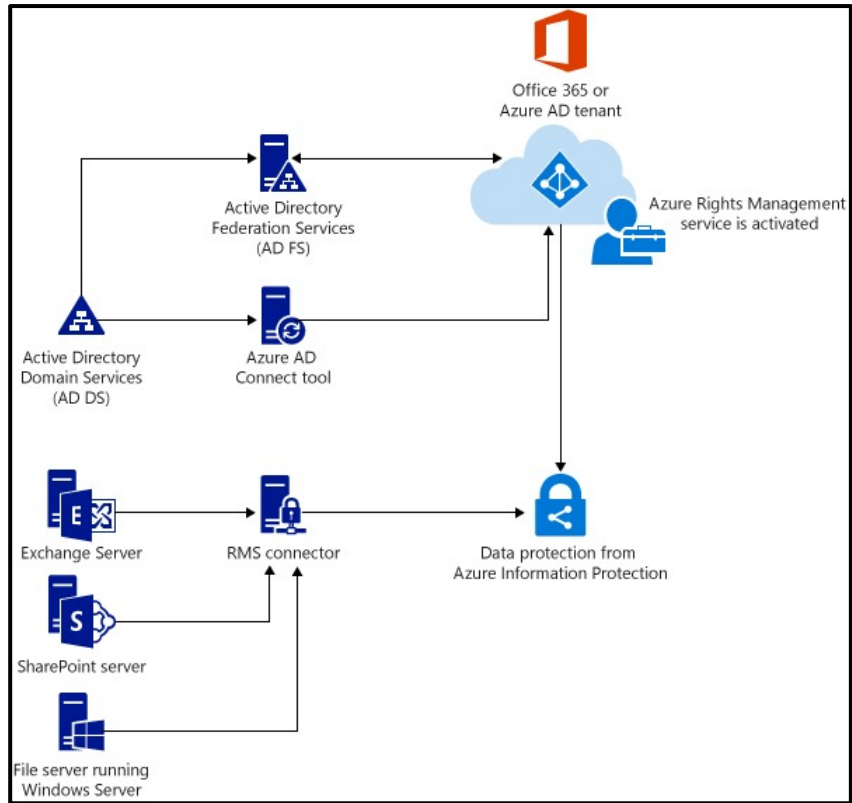 Office 365 or
Azure AD tenant
Azure Rights Management
service is activated
Active Directory
Federation Services
(AD FS)
Active Directory
Domain Services
(AD DS)
Azure AD
Connect tool
E
Exchange Server
RMS connector
Data protection from
Azure Information Protection
S
SharePoint server
File server running
Windows Server